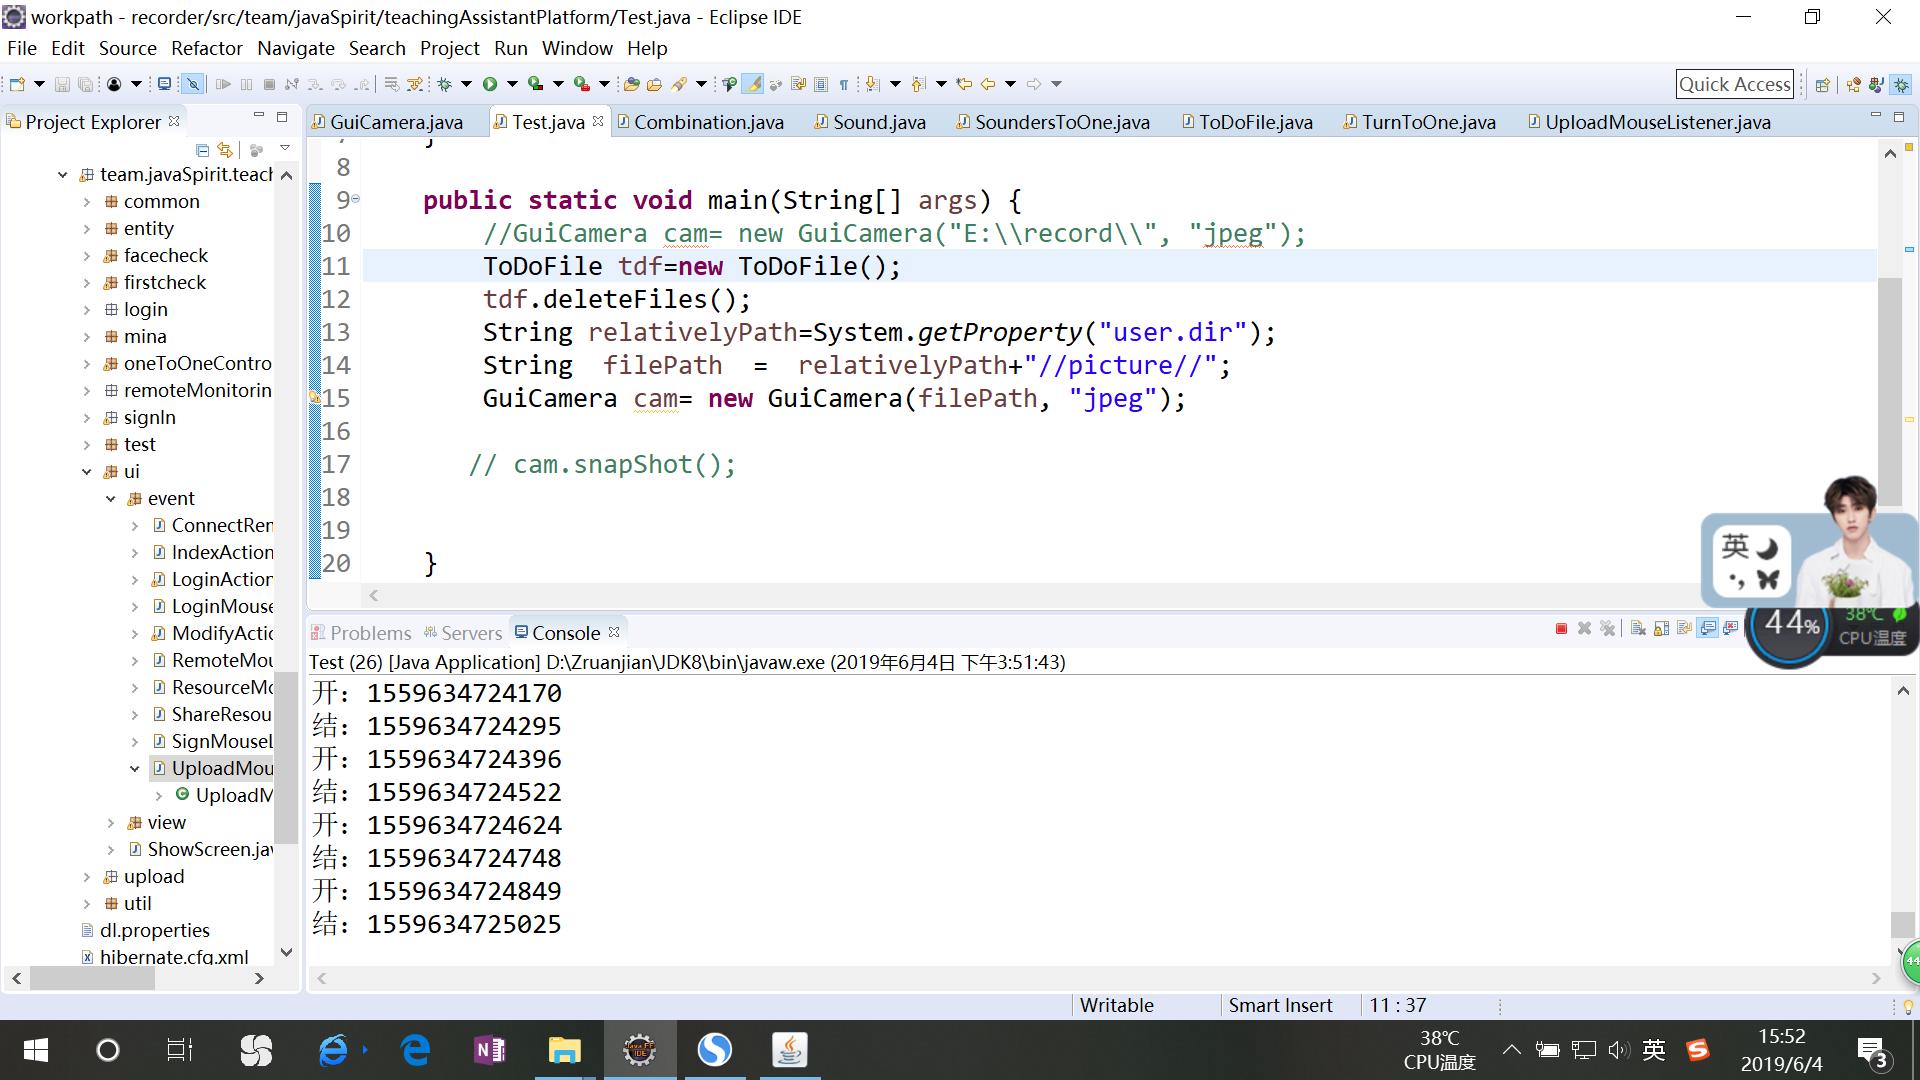 workpath - recorder/src/team/javaSpirit/teachingAssistantPlatform/Test.java - Eclipse IDE
File Edit Source Refactor Navigate Search Project Run Window Help
Quick Access
Project Explorer
GuiCamera.java Test.java Combination.java Sound.java SoundersToOne.java ToDoFile.java TurnToOne.java UploadMouseListener.java
team.javaSpirit.teach
common
entity
facecheck
firstcheck
login
mina
oneToOneContro
remoteMonitorin
signIn
test
ui
event
ConnectRem
IndexAction
LoginAction
LoginMouse
ModifyActio
RemoteMou
ResourceMo
ShareResou
SignMouseL
UploadMou
UploadM
view
ShowScreen.jav
upload
util
dl.properties
hibernate.cfg.xml
8
9 public static void main(String[] args) {
10 //GuiCamera cam= new GuiCamera("E:\\record\\", "jpeg");
11 ToDoFile tdf=new ToDoFile();
12 tdf.deleteFiles();
13 String relativelyPath=System.getProperty("user.dir");
14 String filePath = relativelyPath+"//picture//";
15 GuiCamera cam= new GuiCamera(filePath, "jpeg");
16
17 // cam.snapShot();
18
19
20 }
英
44%
38℃
CPU温度
Problems Servers Console
Test (26) [Java Application] D:\Zruanjian\JDK8\bin\javaw.exe (2019年6月4日 下午3:51:43)
开：1559634724170
结：1559634724295
开：1559634724396
结：1559634724522
开：1559634724624
结：1559634724748
开：1559634724849
结：1559634725025
44
Writable Smart Insert 11 : 37
38℃
CPU温度
英
15:52
2019/6/4
3